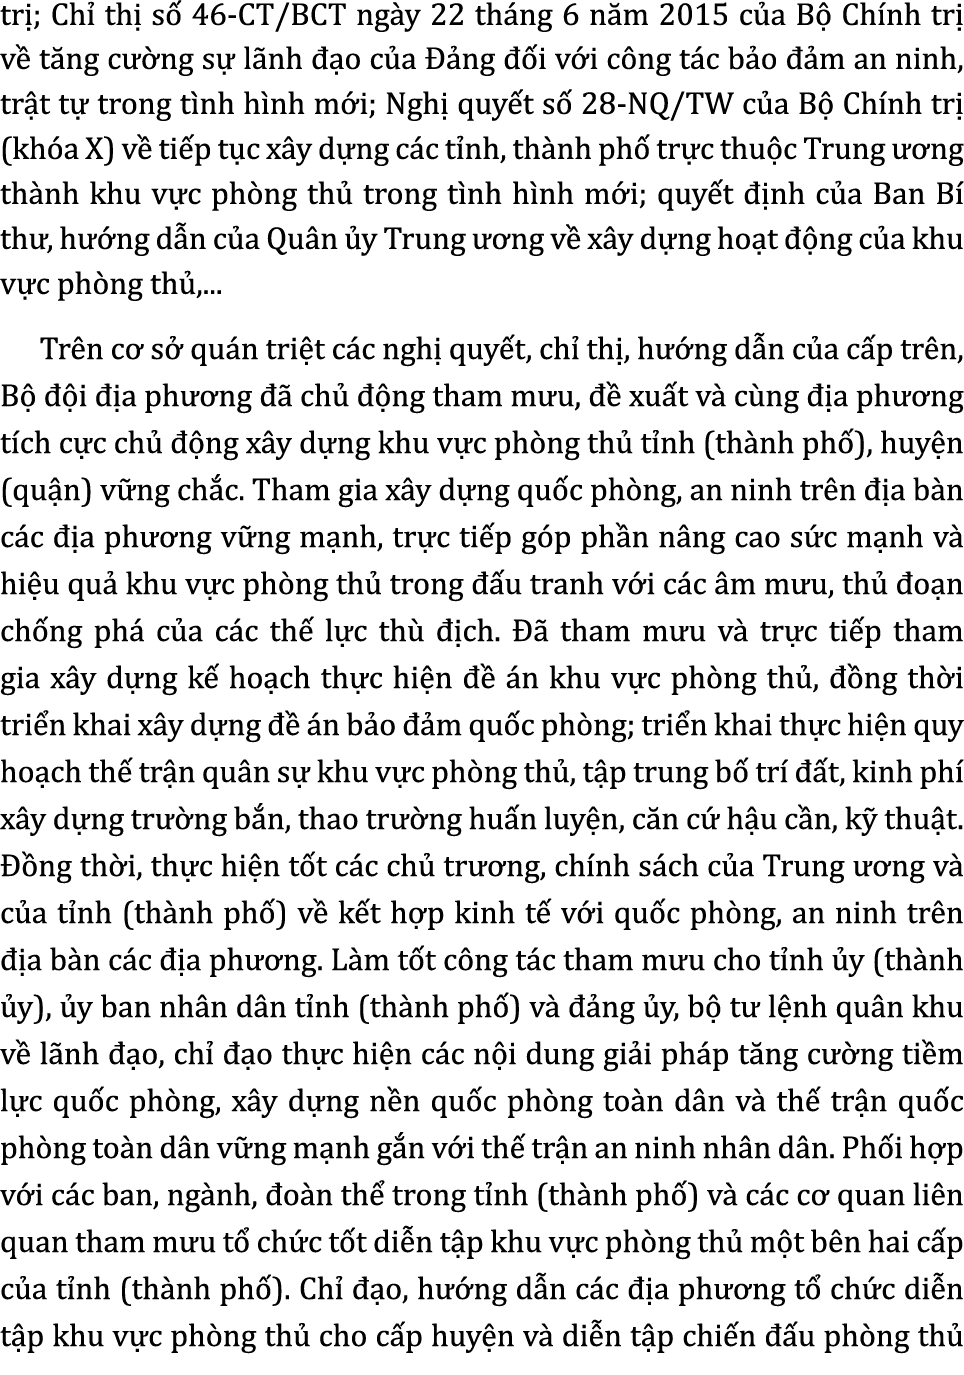 trị; Chỉ thị số 46-CT/BCT ngày 22 tháng 6 năm 2015 của Bộ Chính trị
về tăng cường sự lãnh đạo của Đảng đối với công tác bảo đảm an ninh,
trật tự trong tình hình mới; Nghị quyết số 28-NQ/TW của Bộ Chính trị
(khóa X) về tiếp tục xây dựng các tỉnh, thành phố trực thuộc Trung ương
thành khu vực phòng thủ trong tình hình mới; quyết định của Ban Bí
thư, hướng dẫn của Quân ủy Trung ương về xây dựng hoạt động của khu
vực phòng thủ,...
Trên cơ sở quán triệt các nghị quyết, chỉ thị, hướng dẫn của cấp trên,
Bộ đội địa phương đã chủ động tham mưu, đề xuất và cùng địa phương
tích cực chủ động xây dựng khu vực phòng thủ tỉnh (thành phố), huyện
(quận) vững chắc. Tham gia xây dựng quốc phòng, an ninh trên địa bàn
các địa phương vững mạnh, trực tiếp góp phần nâng cao sức mạnh và
hiệu quả khu vực phòng thủ trong đấu tranh với các âm mưu, thủ đoạn
chống phá của các thế lực thù địch. Đã tham mưu và trực tiếp tham
gia xây dựng kế hoạch thực hiện đề án khu vực phòng thủ, đồng thời
triển khai xây dựng đề án bảo đảm quốc phòng; triển khai thực hiện quy
hoạch thế trận quân sự khu vực phòng thủ, tập trung bố trí đất, kinh phí
xây dựng trường bắn, thao trường huấn luyện, căn cứ hậu cần, kỹ thuật.
Đồng thời, thực hiện tốt các chủ trương, chính sách của Trung ương và
của tỉnh (thành phố) về kết hợp kinh tế với quốc phòng, an ninh trên
địa bàn các địa phương. Làm tốt công tác tham mưu cho tỉnh ủy (thành
ủy), ủy ban nhân dân tỉnh (thành phố) và đảng ủy, bộ tư lệnh quân khu
về lãnh đạo, chỉ đạo thực hiện các nội dung giải pháp tăng cường tiềm
lực quốc phòng, xây dựng nền quốc phòng toàn dân và thế trận quốc
phòng toàn dân vững mạnh gắn với thế trận an ninh nhân dân. Phối hợp
với các ban, ngành, đoàn thể trong tỉnh (thành phố) và các cơ quan liên
quan tham mưu tổ chức tốt diễn tập khu vực phòng thủ một bên hai cấp
của tỉnh (thành phố). Chỉ đạo, hướng dẫn các địa phương tổ chức diễn
tập khu vực phòng thủ cho cấp huyện và diễn tập chiến đấu phòng thủ